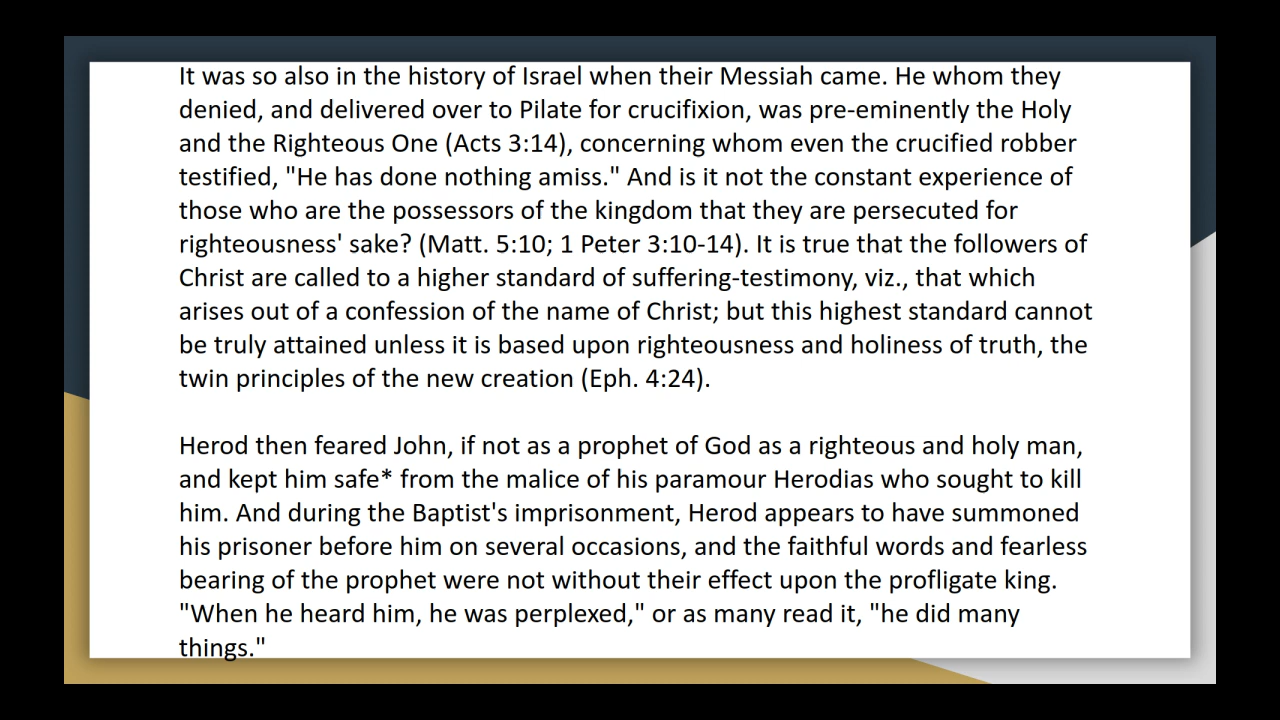 It was so also in the history of Israel when their Messiah came. He whom they
denied, and delivered over to Pilate for crucifixion, was pre-eminently the Holy
and the Righteous One (Acts 3:14), concerning whom even the crucified robber
testified, "He has done nothing amiss." And is it not the constant experience of
those who are the possessors of the kingdom that they are persecuted for
righteousness' sake? (Matt. 5:10; 1 Peter 3:10-14). It is true that the followers of
Christ are called to a higher standard of suffering-testimony, viz., that which
arises out of a confession of the name of Christ; but this highest standard cannot
be truly attained unless it is based upon righteousness and holiness of truth, the
twin principles of the new creation (Eph. 4:24).
Herod then feared John, if not as a prophet of God as a righteous and holy man,
and kept him safe* from the malice of his paramour Herodias who sought to kill
him. And during the Baptist's imprisonment, Herod appears to have summoned
his prisoner before him on several occasions, and the faithful words and fearless
bearing of the prophet were not without their effect upon the profligate king.
"When he heard him, he was perplexed," or as many read it, "he did many
things."